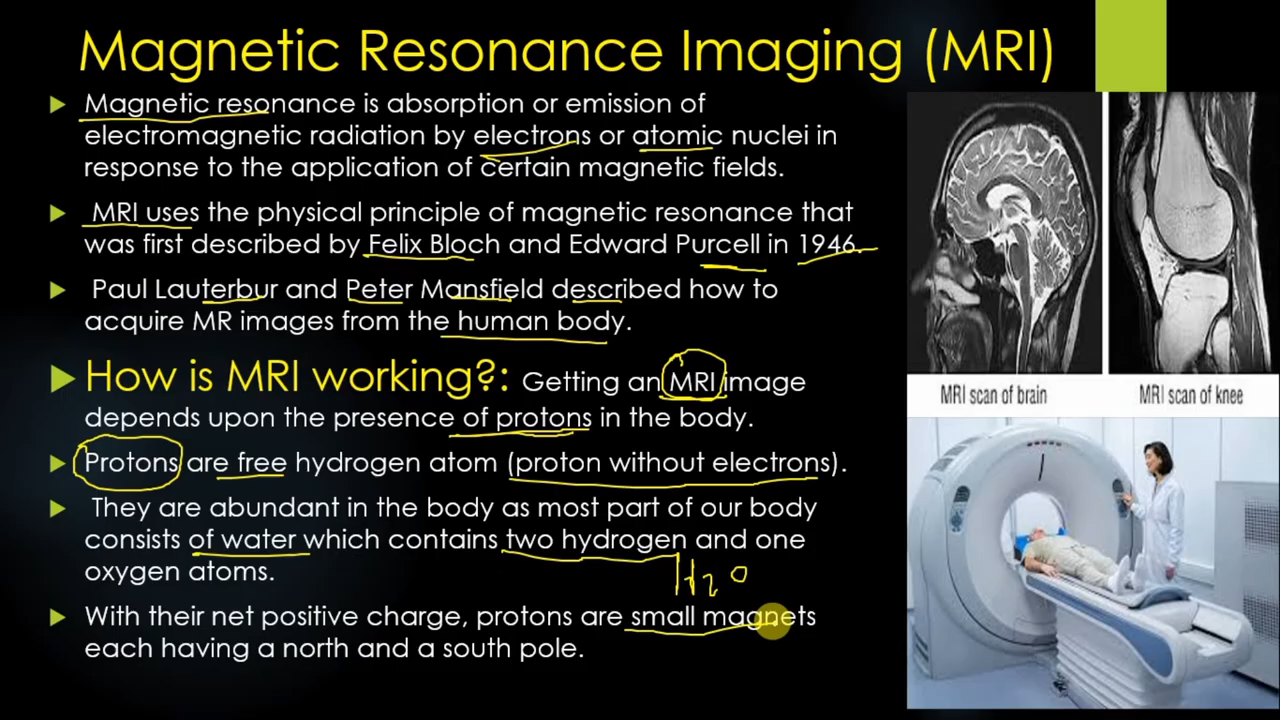 Magnetic Resonance Imaging (MRI)
Magnetic resonance is absorption or emission of
electromagnetic radiation by electrons or atomic nuclei in
response to the application of certain magnetic fields.
MRI uses the physical principle of magnetic resonance that
was first described by Felix Bloch and Edward Purcell in 1946.
Paul Lauterbur and Peter Mansfield described how to
acquire MR images from the human body.
How is MRI working?: Getting an MRI image
depends upon the presence of protons in the body.
Protons are free hydrogen atom (proton without electrons).
They are abundant in the body as most part of our body
consists of water which contains two hydrogen and one
oxygen atoms.
H2O
With their net positive charge, protons are small magnets
each having a north and a south pole.
MRI scan of brain
MRI scan of knee